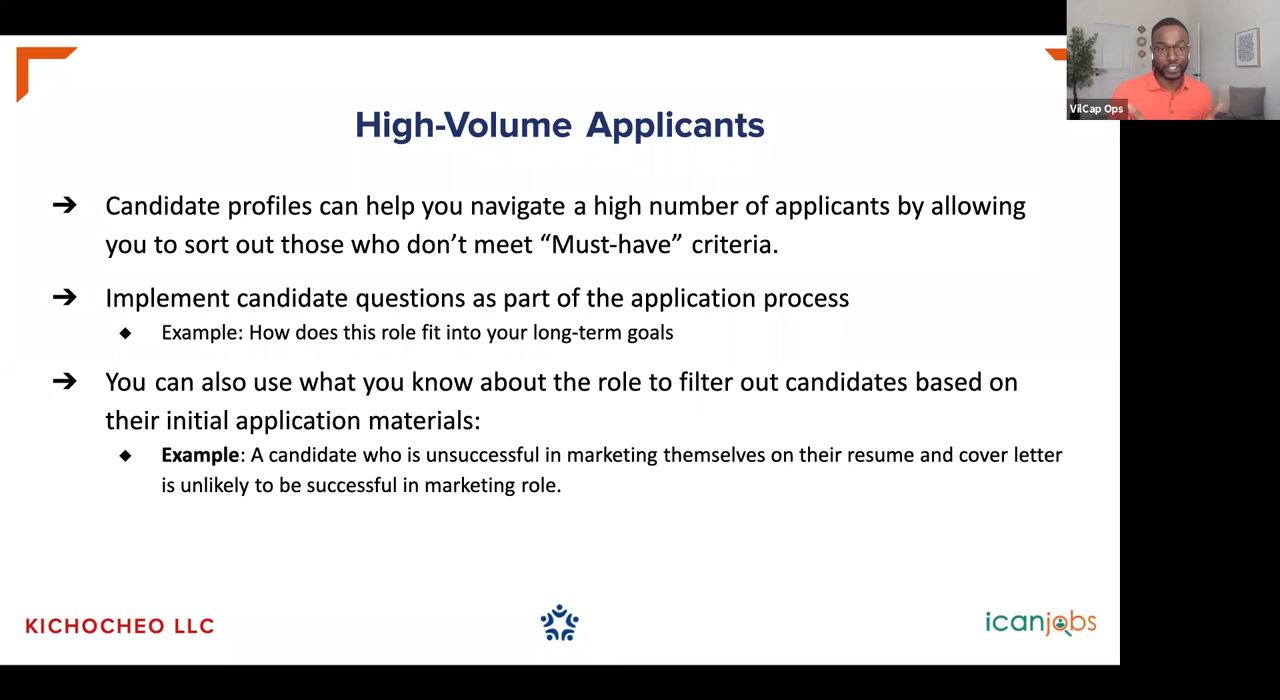 VilCap Ops
High-Volume Applicants
➔ Candidate profiles can help you navigate a high number of applicants by allowing
you to sort out those who don’t meet “Must-have” criteria.
➔ Implement candidate questions as part of the application process
◆ Example: How does this role fit into your long-term goals
➔ You can also use what you know about the role to filter out candidates based on
their initial application materials:
◆ Example: A candidate who is unsuccessful in marketing themselves on their resume and cover letter
is unlikely to be successful in marketing role.
KICHOCHEO LLC
icanjobs